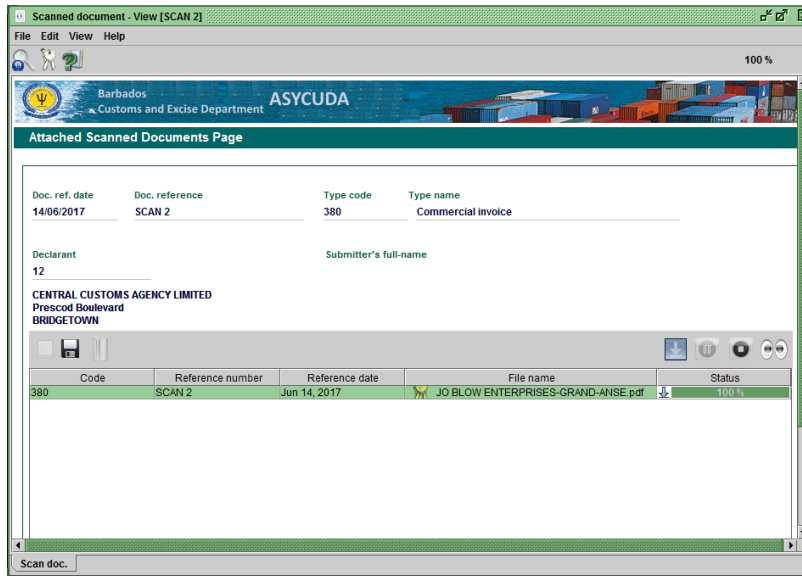 Scanned document - View [SCAN 2]
File Edit View Help
100 %
Barbados
Customs and Excise Department ASYCUDA
Attached Scanned Documents Page
Doc. ref. date Doc. reference Type code Type name
14/06/2017 SCAN 2 380 Commercial invoice
Declarant Submitter's full-name
12
CENTRAL CUSTOMS AGENCY LIMITED
Prescod Boulevard
BRIDGETOWN
Code Reference number Reference date File name Status
380 SCAN 2 Jun 14, 2017 JO BLOW ENTERPRISES-GRAND-ANSE.pdf 100 %
Scan doc.